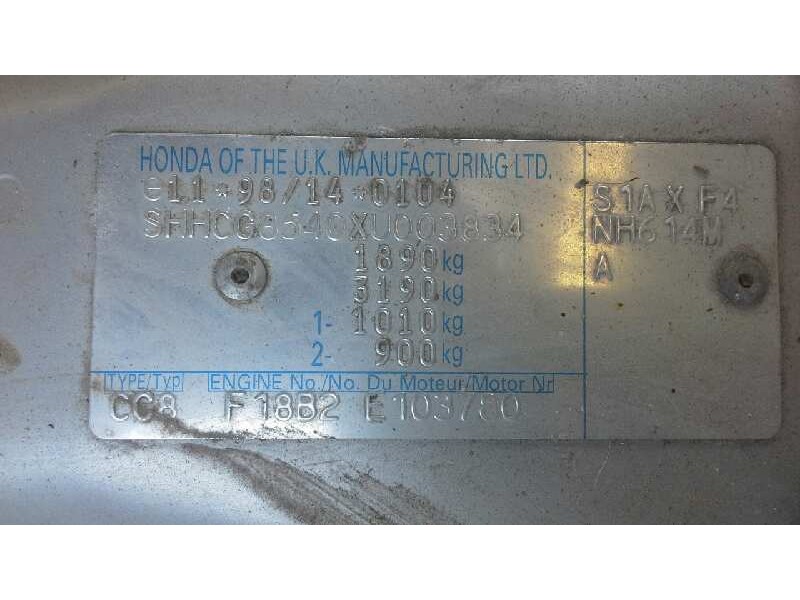 HONDA OF THE U.K. MANUFACTURING LTD.
e11*98/14*0104 S1A X F4
SHHCG8540XU003834 NH614M
1890 kg A
3190 kg
1- 1010 kg
2- 900 kg
TYPE/Typ ENGINE No./No. Du Moteur/Motor Nr
CG8 F18B2 E103780